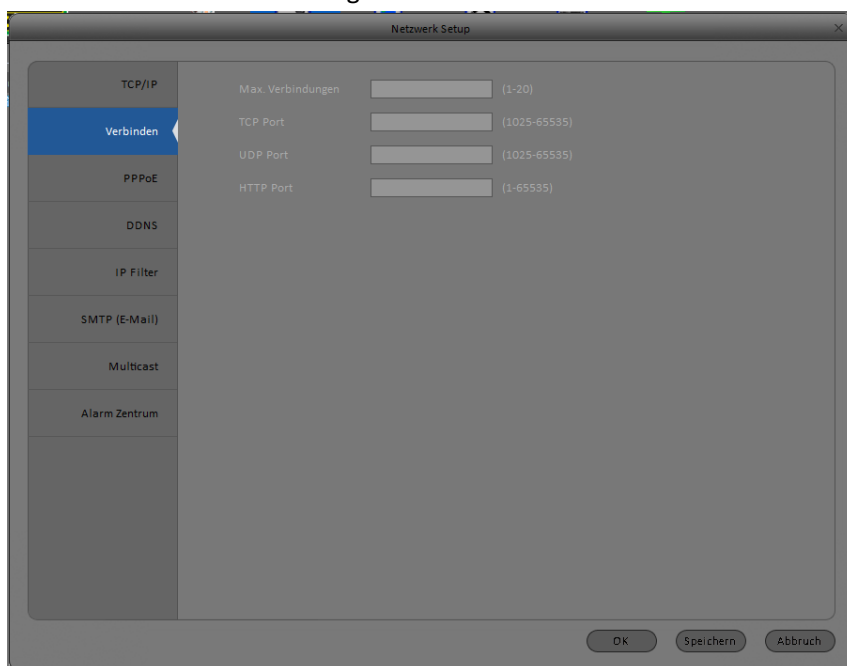 Netzwerk Setup
TCP/IP
Verbinden
PPPoE
DDNS
IP Filter
SMTP (E-Mail)
Multicast
Alarm Zentrum
Max. Verbindungen (1-20)
TCP Port (1025-65535)
UDP Port (1025-65535)
HTTP Port (1-65535)
OK Speichern Abbruch